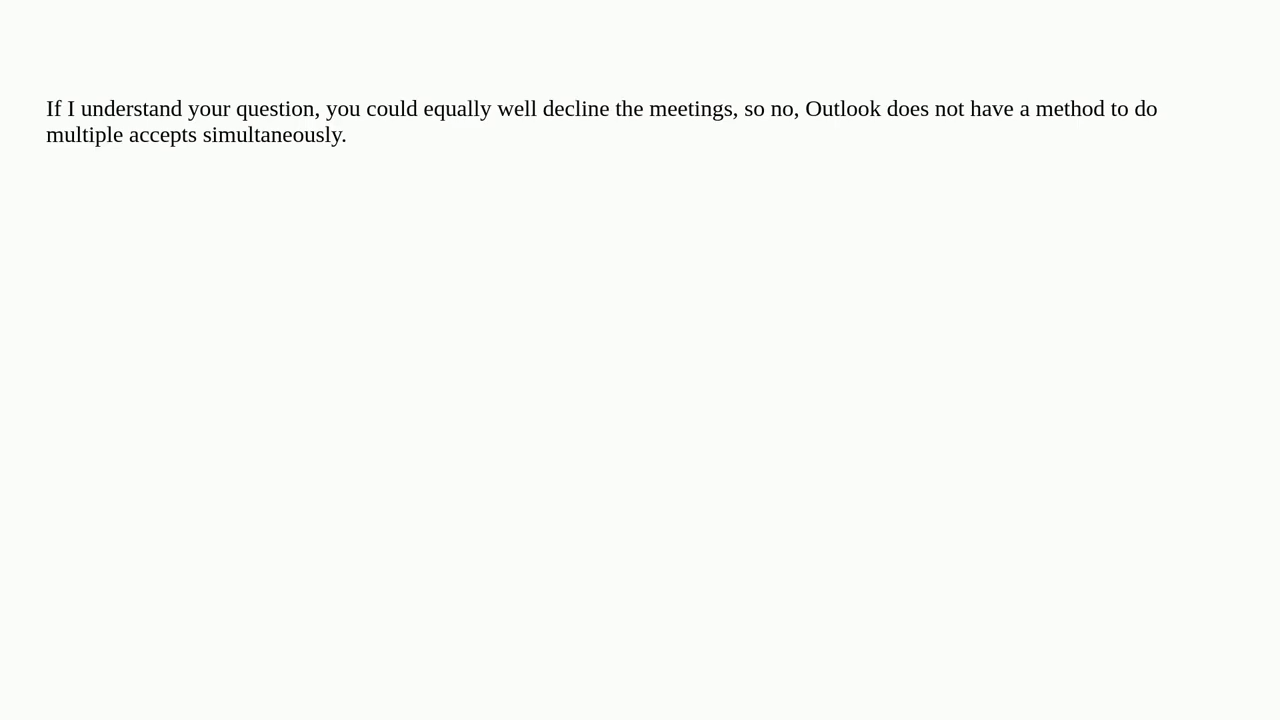 If I understand your question, you could equally well decline the meetings, so no, Outlook does not have a method to do
multiple accepts simultaneously.